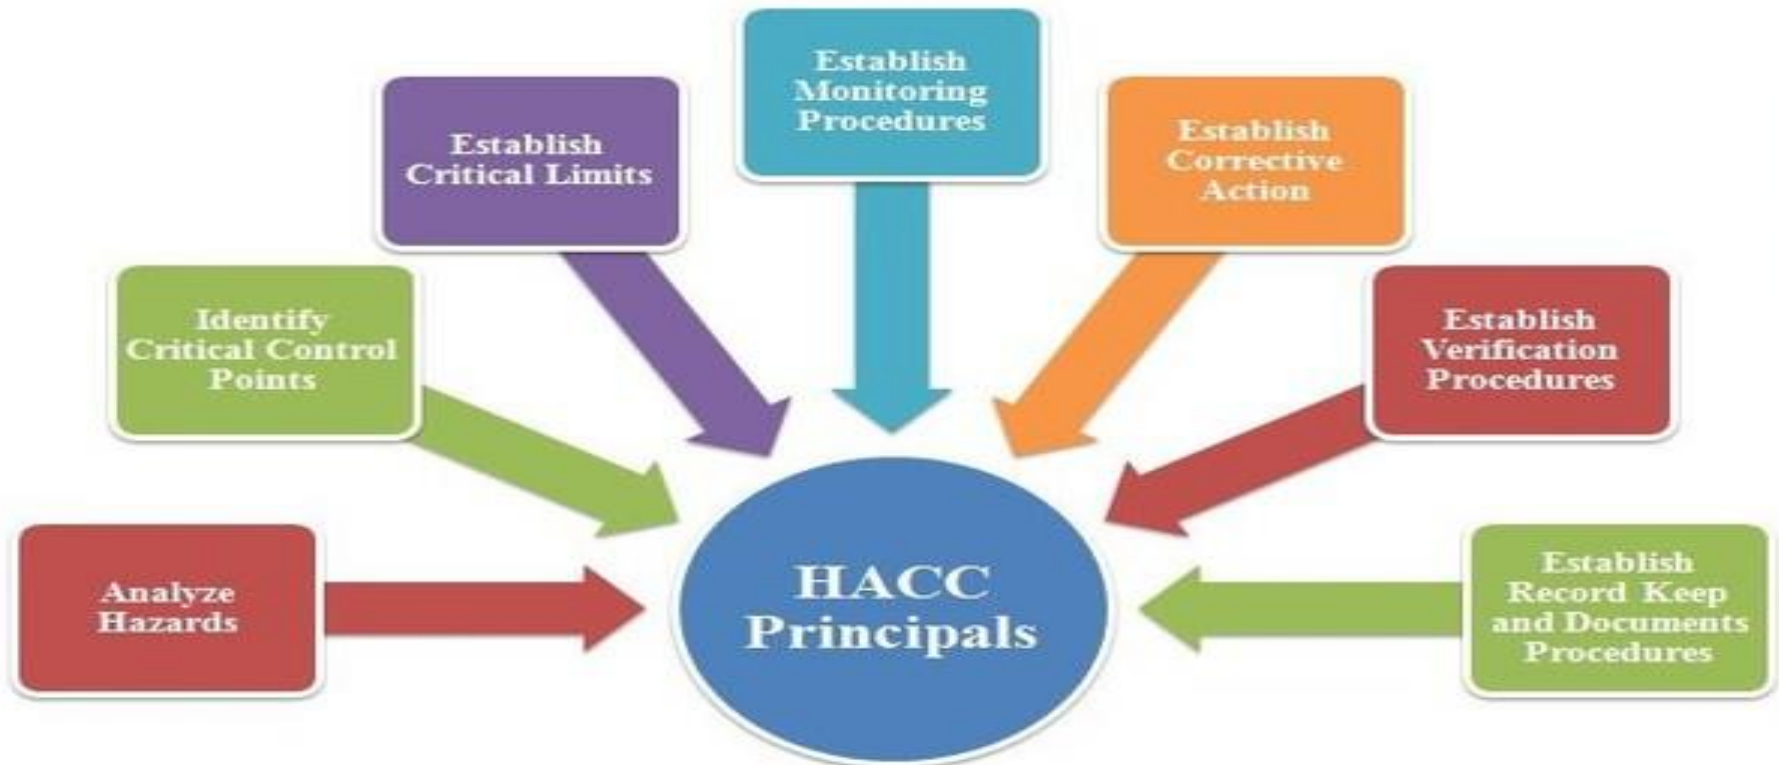 Establish
Monitoring
Procedures
Establish
Critical Limits
Establish
Corrective
Action
Identify
Critical Control
Points
Establish
Verification
Procedures
Analyze
Hazards
HACC
Principals
Establish
Record Keep
and Documents
Procedures